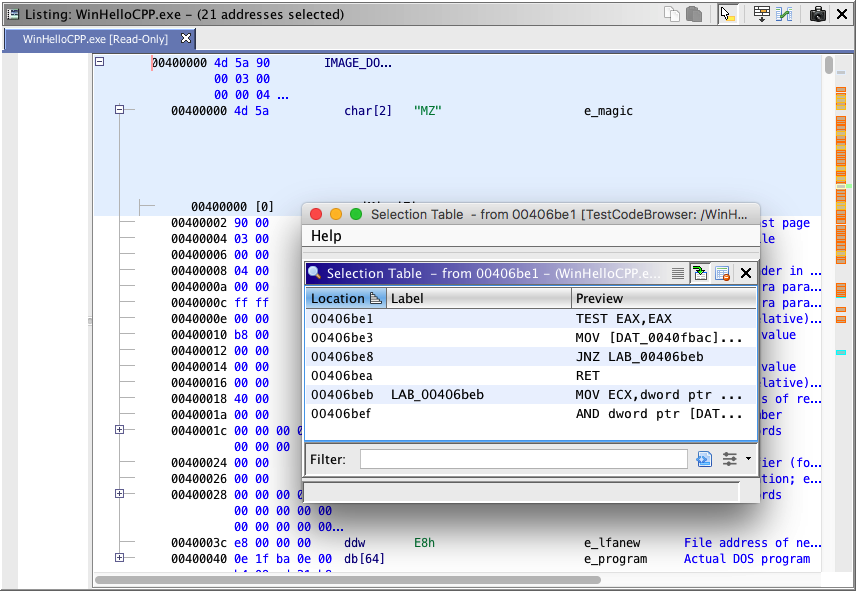 Listing: WinHelloCPP.exe - (21 addresses selected)
WinHelloCPP.exe [Read-Only]
00400000 4d 5a 90 IMAGE_DO...
00 03 00
00 00 04 ...
00400000 4d 5a char[2] "MZ" e_magic
00400000 [0]
00400002 90 00 st page
00400004 03 00
00400006 00 00
00400008 04 00 der in ...
0040000a 00 00 ra para...
0040000c ff ff ra para...
0040000e 00 00 elative)...
00400010 b8 00 value
00400012 00 00
00400014 00 00 value
00400016 00 00 elative)...
00400018 40 00 s of re...
0040001a 00 00 mber
0040001c 00 00 00 0 rds
00 00 00
00400024 00 00 ier (fo...
00400026 00 00 tion; e...
00400028 00 00 00 00 rds
00 00 00 00 00
00 00 00 00 00...
0040003c e8 00 00 00 ddw E8h e_lfanew File address of ne...
00400040 0e 1f ba 0e 00 db[64] e_program Actual DOS program
Selection Table - from 00406be1 [TestCodeBrowser: /WinH...
Help
Selection Table - from 00406be1 - (WinHelloCPP.e...
Location Label Preview
00406be1 TEST EAX,EAX
00406be3 MOV [DAT_0040fbac]...
00406be8 JNZ LAB_00406beb
00406bea RET
00406beb LAB_00406beb MOV ECX,dword ptr ...
00406bef AND dword ptr [DAT...
Filter: